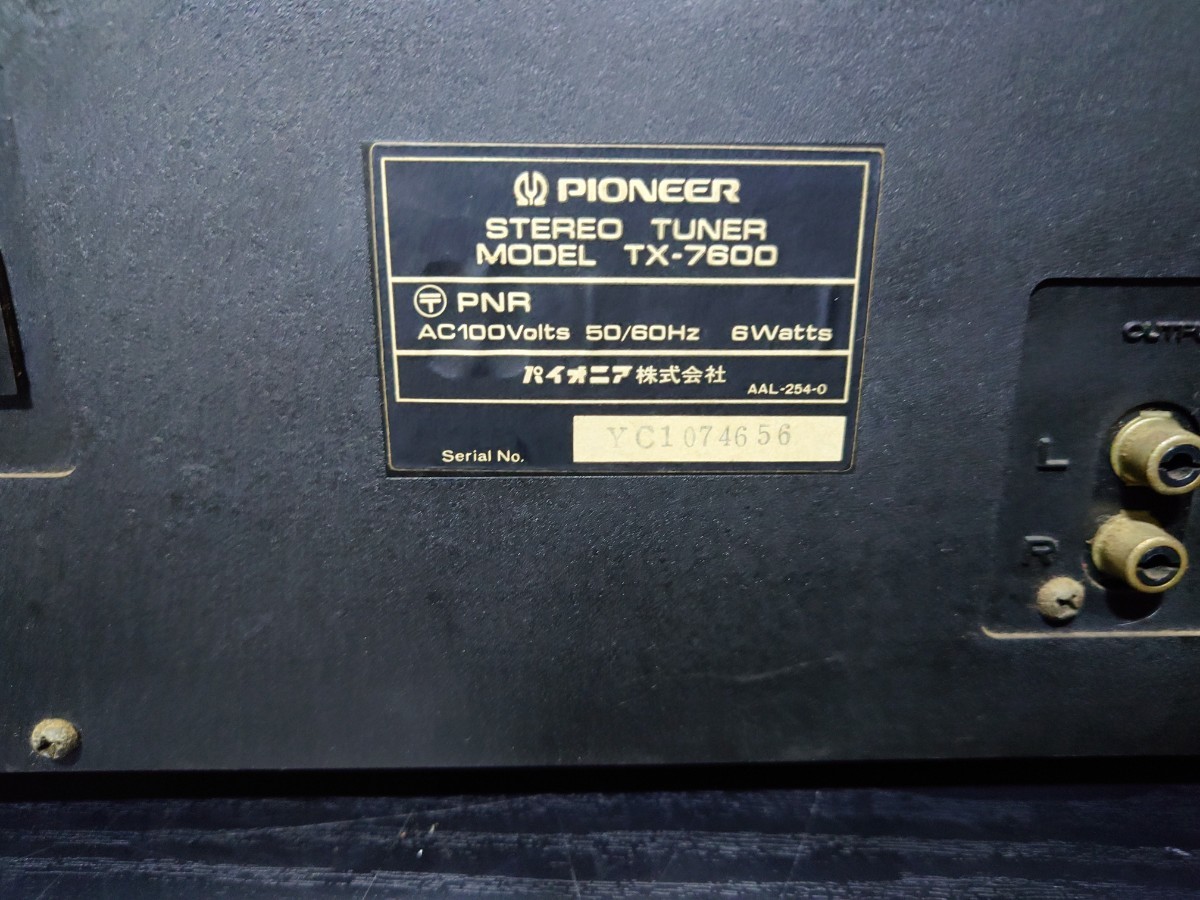 PIONEER
STEREO TUNER
MODEL TX-7600
〒 PNR
AC100Volts 50/60Hz 6Watts
パイオニア株式会社
AAL-254-0
Serial No. YC1074656
L
R